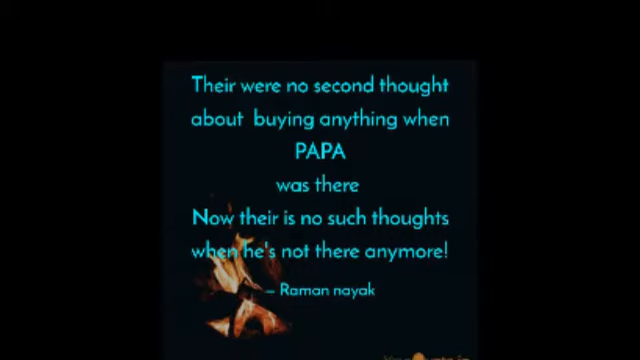 Their were no second thought
about buying anything when
PAPA
was there
Now their is no such thoughts
when he's not there anymore!
– Raman nayak